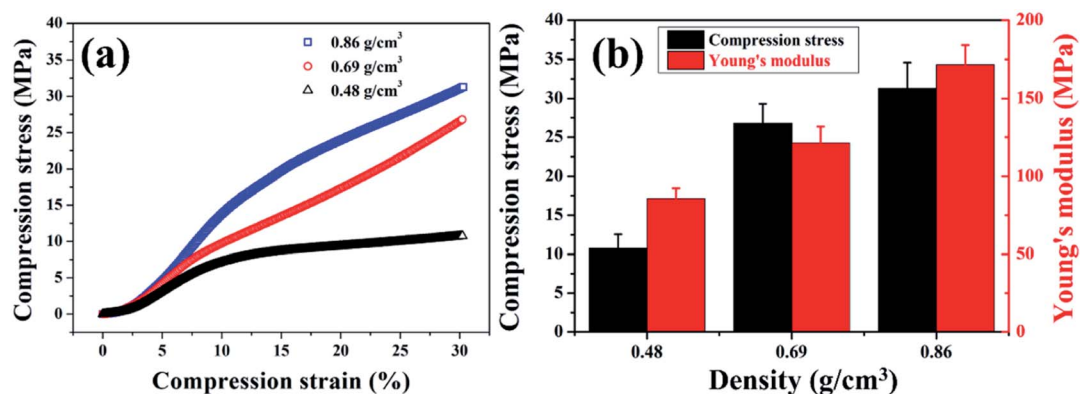 (a)
0.86 g/cm³
0.69 g/cm³
0.48 g/cm³
Compression stress (MPa)
40
35
30
25
20
15
10
5
0
0 5 10 15 20 25 30
Compression strain (%)
(b)
Compression stress
Young's modulus
Compression stress (MPa)
40
35
30
25
20
15
10
5
0
200
150
100
50
0
Young's modulus (MPa)
0.48 0.69 0.86
Density (g/cm³)